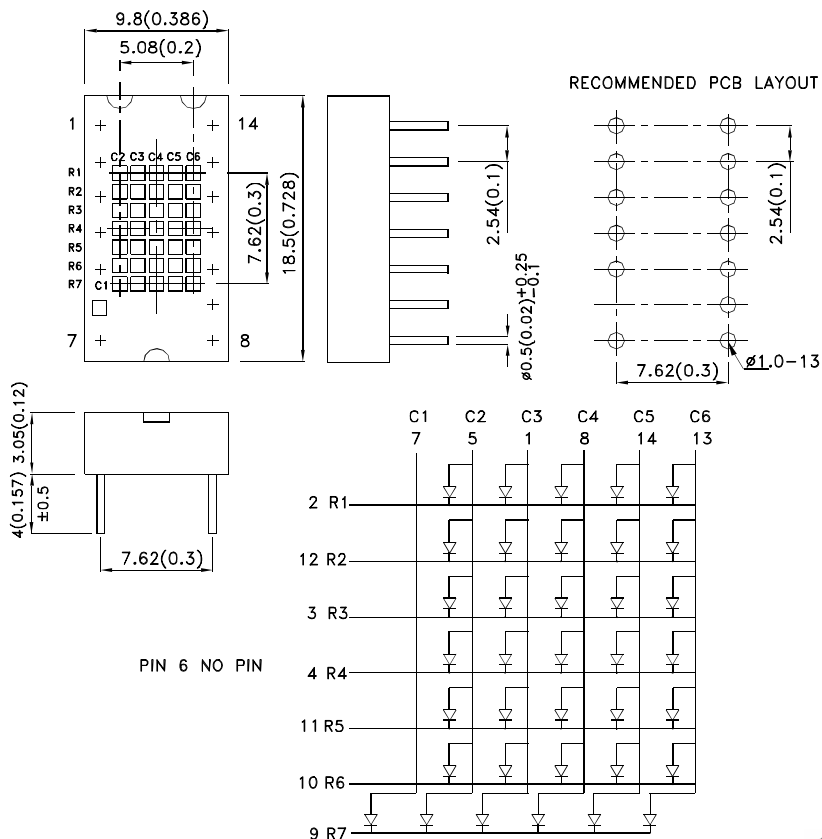 9.8(0.386)
5.08(0.2)
RECOMMENDED PCB LAYOUT
1
14
C2 C3 C4 C5 C6
R1
R2
R3
R4
R5
R6
R7
C1
7
8
7.62(0.3)
18.5(0.728)
2.54(0.1)
ø0.5(0.02)+0.25 -0.1
2.54(0.1)
ø1.0-13
7.62(0.3)
3.05(0.12)
4(0.157)
±0.5
7.62(0.3)
PIN 6 NO PIN
C1 C2 C3 C4 C5 C6
7 5 1 8 14 13
2 R1
12 R2
3 R3
4 R4
11 R5
10 R6
9 R7